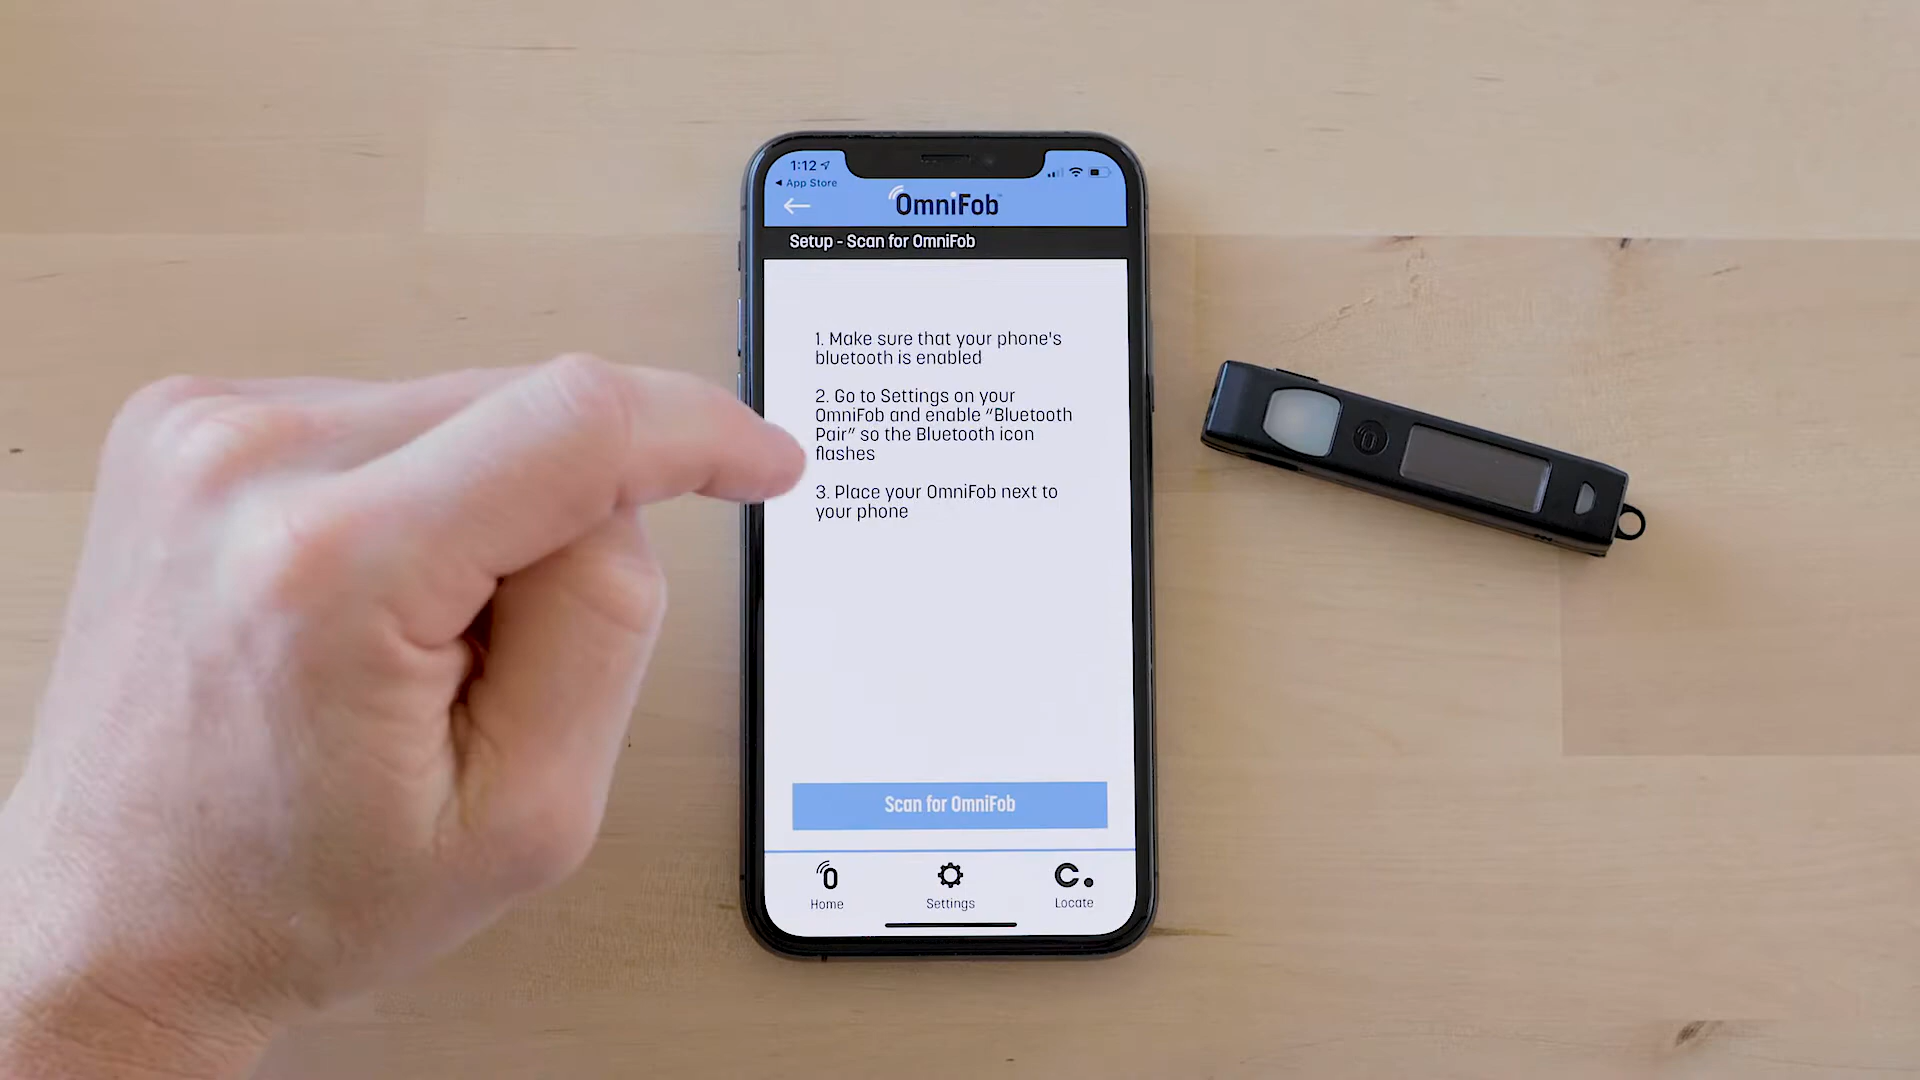 1:12
App Store
OmniFob
Setup - Scan for OmniFob
1. Make sure that your phone's
bluetooth is enabled
2. Go to Settings on your
OmniFob and enable “Bluetooth
Pair” so the Bluetooth icon
flashes
3. Place your OmniFob next to
your phone
Scan for OmniFob
Home
Settings
Locate